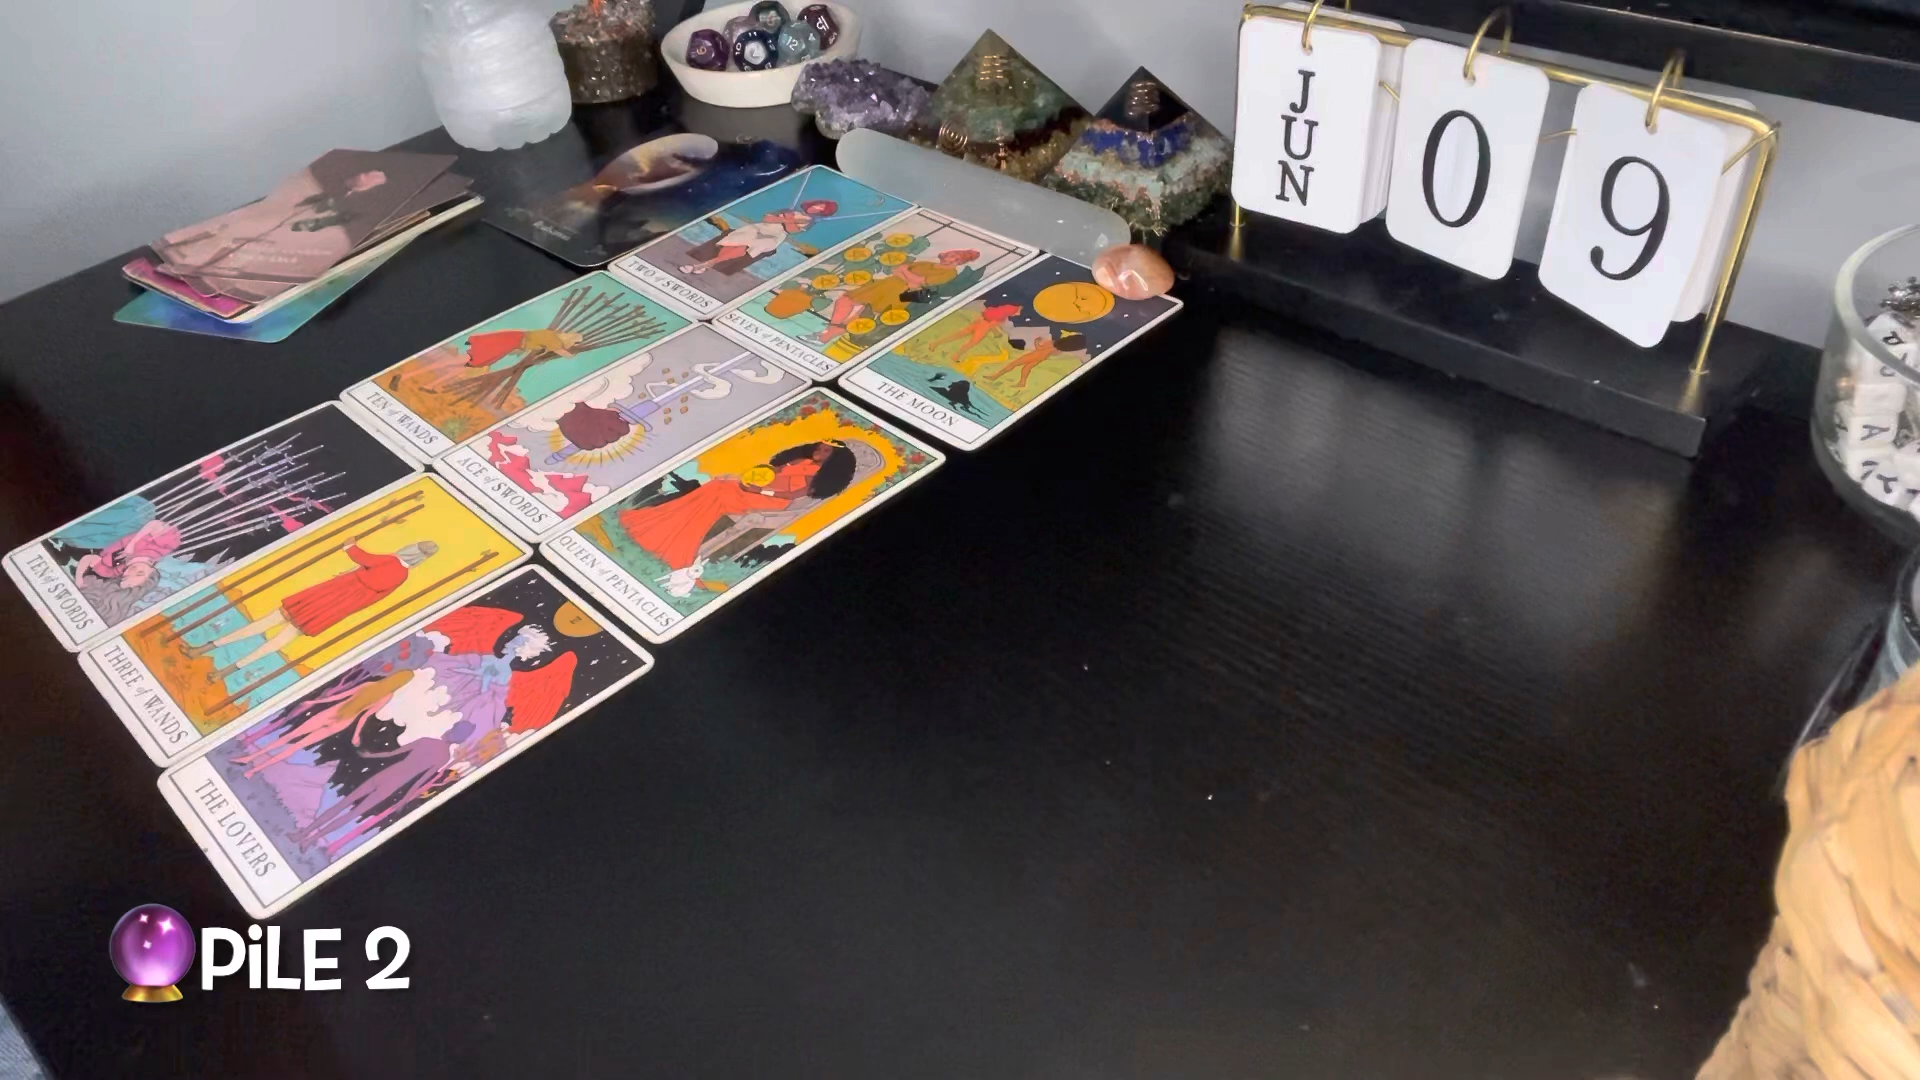 JUN
09
TWO of SWORDS
SEVEN of PENTACLES
THE MOON
TEN of WANDS
ACE of SWORDS
QUEEN of PENTACLES
TEN of SWORDS
THREE of WANDS
THE LOVERS
PiLE 2